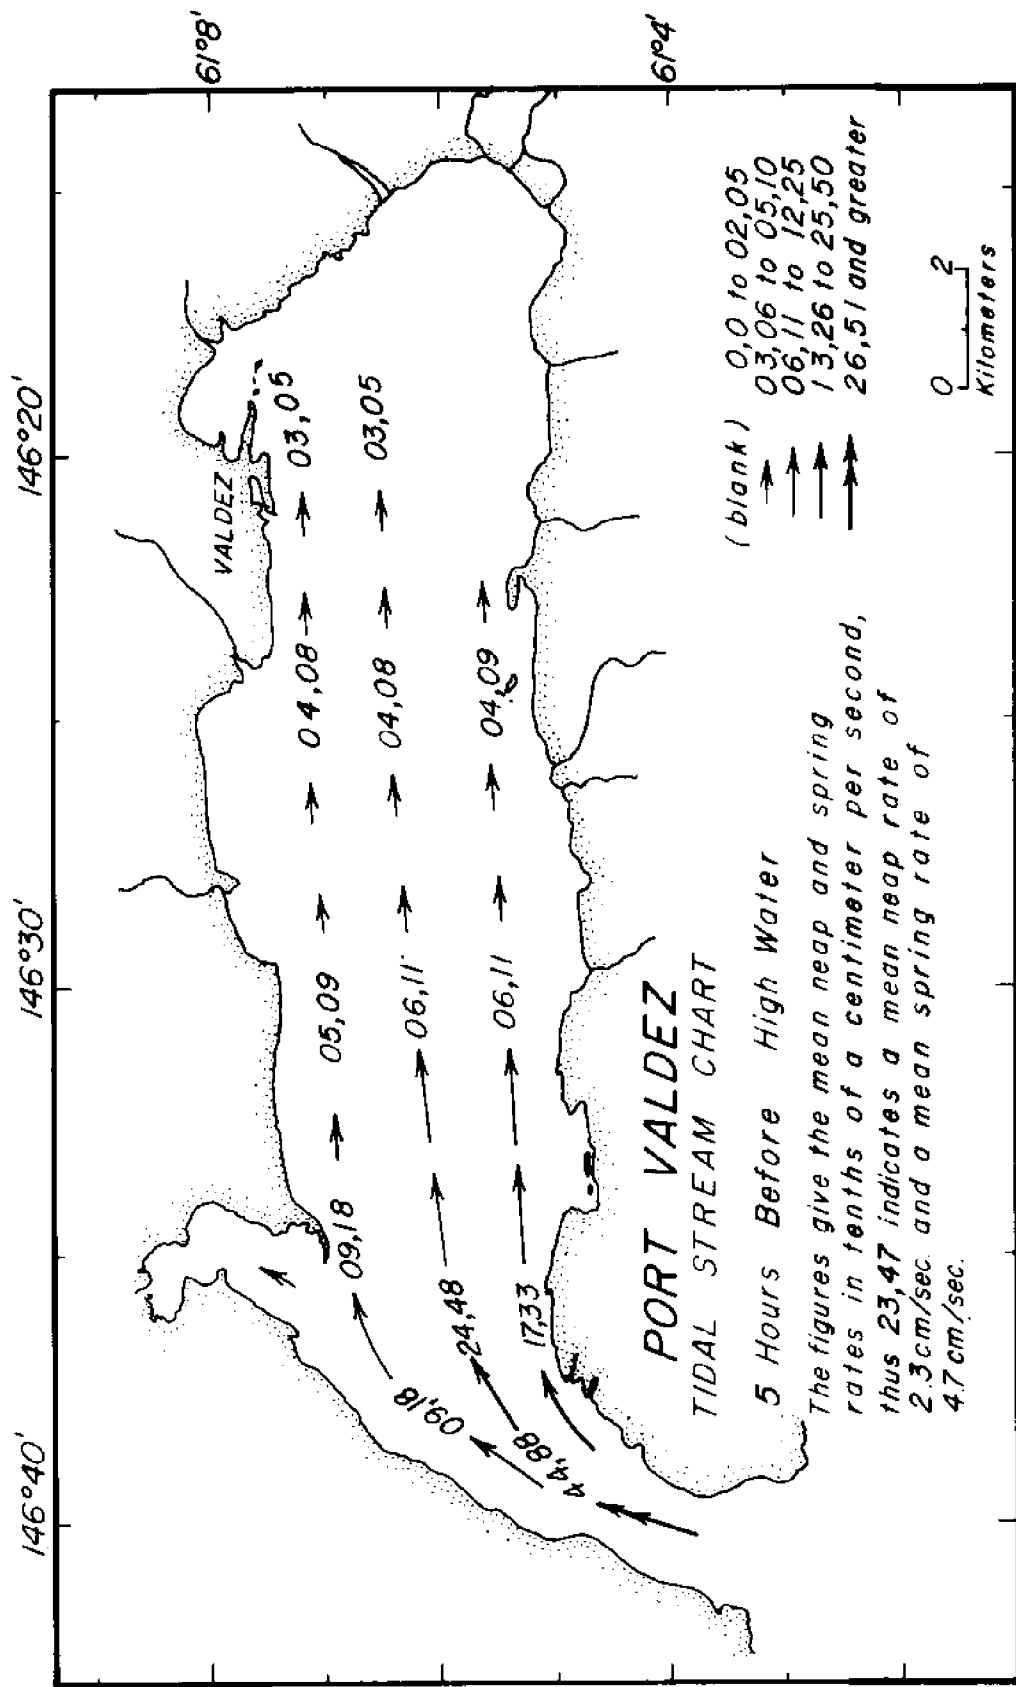 146°40'
146°30'
146°20'
61°8'
61°4'
VALDEZ
03,05
03,05
04,08
04,08
04,09
05,09
06,11
06,11
09,18
24,48
17,33
09,18
44,88
PORT VALDEZ
TIDAL STREAM CHART
5 Hours Before High Water
The figures give the mean neap and spring
rates in tenths of a centimeter per second,
thus 23,47 indicates a mean neap rate of
2.3cm/sec. and a mean spring rate of
4.7cm/sec.
(blank) 0,0 to 02,05
03,06 to 05,10
06,11 to 12,25
13,26 to 25,50
26,51 and greater
0 2
Kilometers